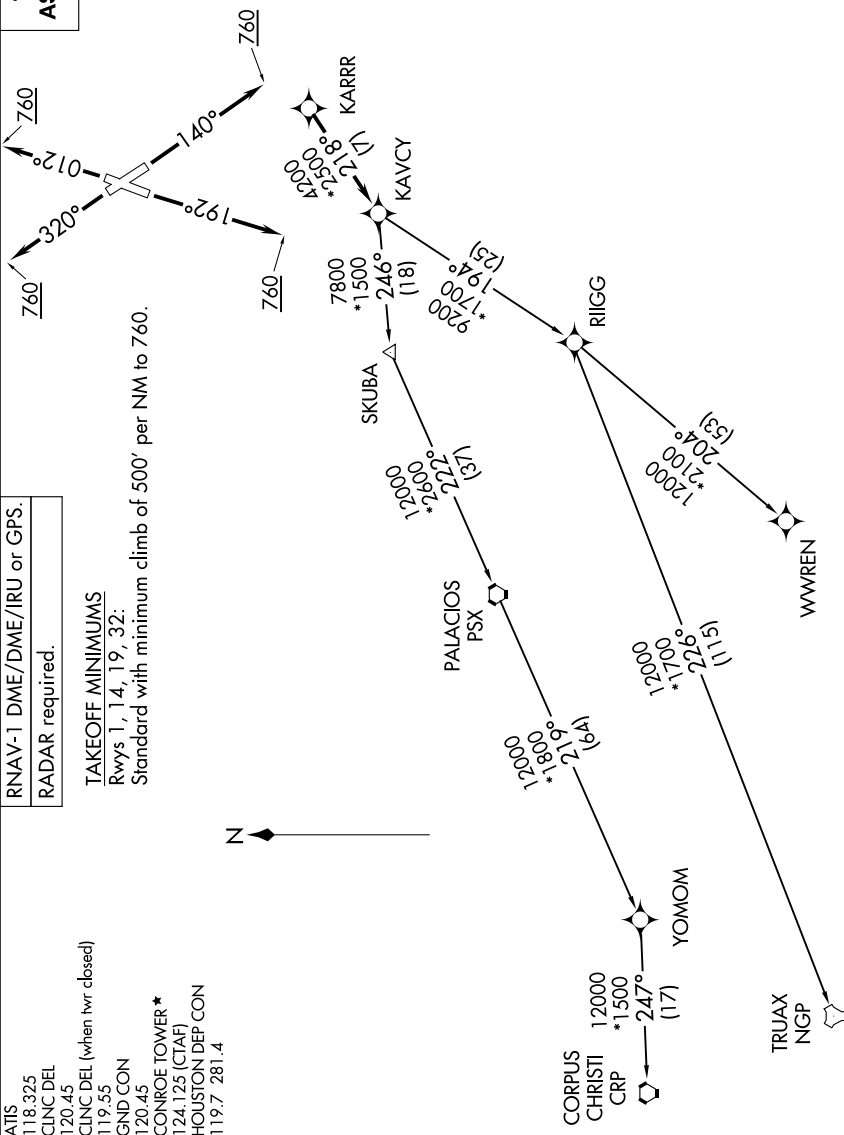 AS
RNAV-1 DME/DME/IRU or GPS.
RADAR required.
TAKEOFF MINIMUMS
Rwys 1, 14, 19, 32:
Standard with minimum climb of 500' per NM to 760.
ATIS
118.325
CLNC DEL
120.45
CLNC DEL (when twr closed)
119.55
GND CON
120.45
CONROE TOWER★
124.125 (CTAF)
HOUSTON DEP CON
119.7 281.4
N
760
760
760
760
012°
140°
320°
192°
KARRR
4200
*2500
218°
(7)
KAVCY
7800
*1500
246°
(18)
9200
*1700
194°
(25)
SKUBA
RIIGG
12000
*2600
222°
(37)
12000
*2100
204°
(53)
PALACIOS
PSX
WWREN
12000
*1800
219°
(64)
12000
*1700
226°
(115)
YOMOM
12000
*1500
247°
(17)
CORPUS
CHRISTI
CRP
TRUAX
NGP